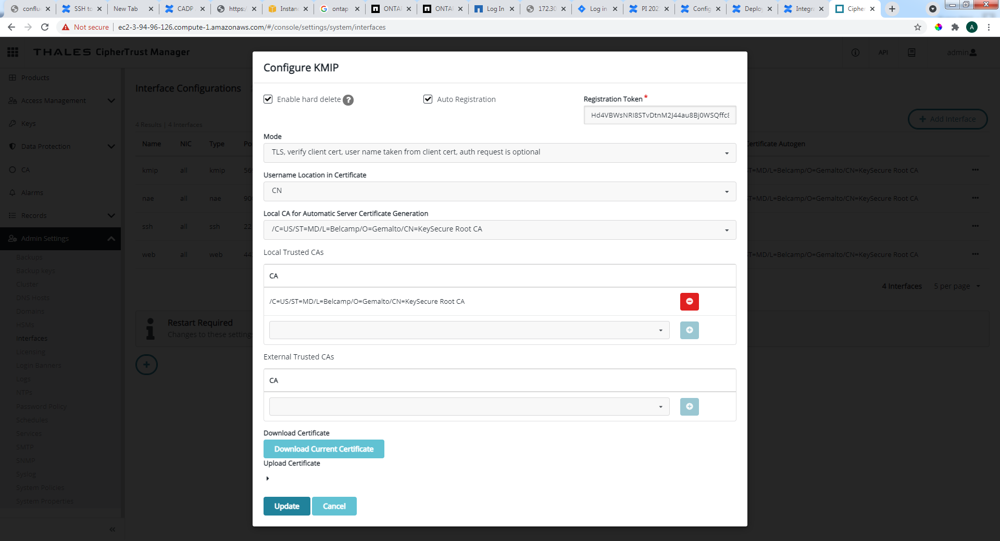 conflu
SSH to
New Tab
CADP
https:/
Instan
ontap
ONTA
ONTA
Log In
172.30
Log in
PI 202
Config
Deplo
Integra
Cipher
Not secure
ec2-3-94-96-126.compute-1.amazonaws.com/#/console/settings/system/interfaces
A
THALES CipherTrust Manager
API
admin
Products
Access Management
Keys
Data Protection
CA
Alarms
Records
Admin Settings
Backups
Backup keys
Cluster
DNS Hosts
Domains
HSMs
Interfaces
Licensing
Login Banners
Logs
NTPs
Password Policy
Schedules
Services
SMTP
SNMP
Syslog
System Policies
System Properties
Interface Configurations
4 Results | 4 Interfaces
Add Interface
Name NIC Type Po
Certificate Autogen
kmip all kmip 569
ST=MD/L=Belcamp/O=Gemalto/CN=KeySecure Root CA
nae all nae 900
ST=MD/L=Belcamp/O=Gemalto/CN=KeySecure Root CA
ssh all ssh 22
web all web 443
ST=MD/L=Belcamp/O=Gemalto/CN=KeySecure Root CA
4 Interfaces 5 per page
Restart Required
Changes to these setting
Configure KMIP
Enable hard delete ?
Auto Registration
Registration Token *
Mode
TLS, verify client cert, user name taken from client cert, auth request is optional
Username Location in Certificate
CN
Local CA for Automatic Server Certificate Generation
/C=US/ST=MD/L=Belcamp/O=Gemalto/CN=KeySecure Root CA
Local Trusted CAs
CA
/C=US/ST=MD/L=Belcamp/O=Gemalto/CN=KeySecure Root CA
External Trusted CAs
CA
Download Certificate
Download Current Certificate
Upload Certificate
Update
Cancel